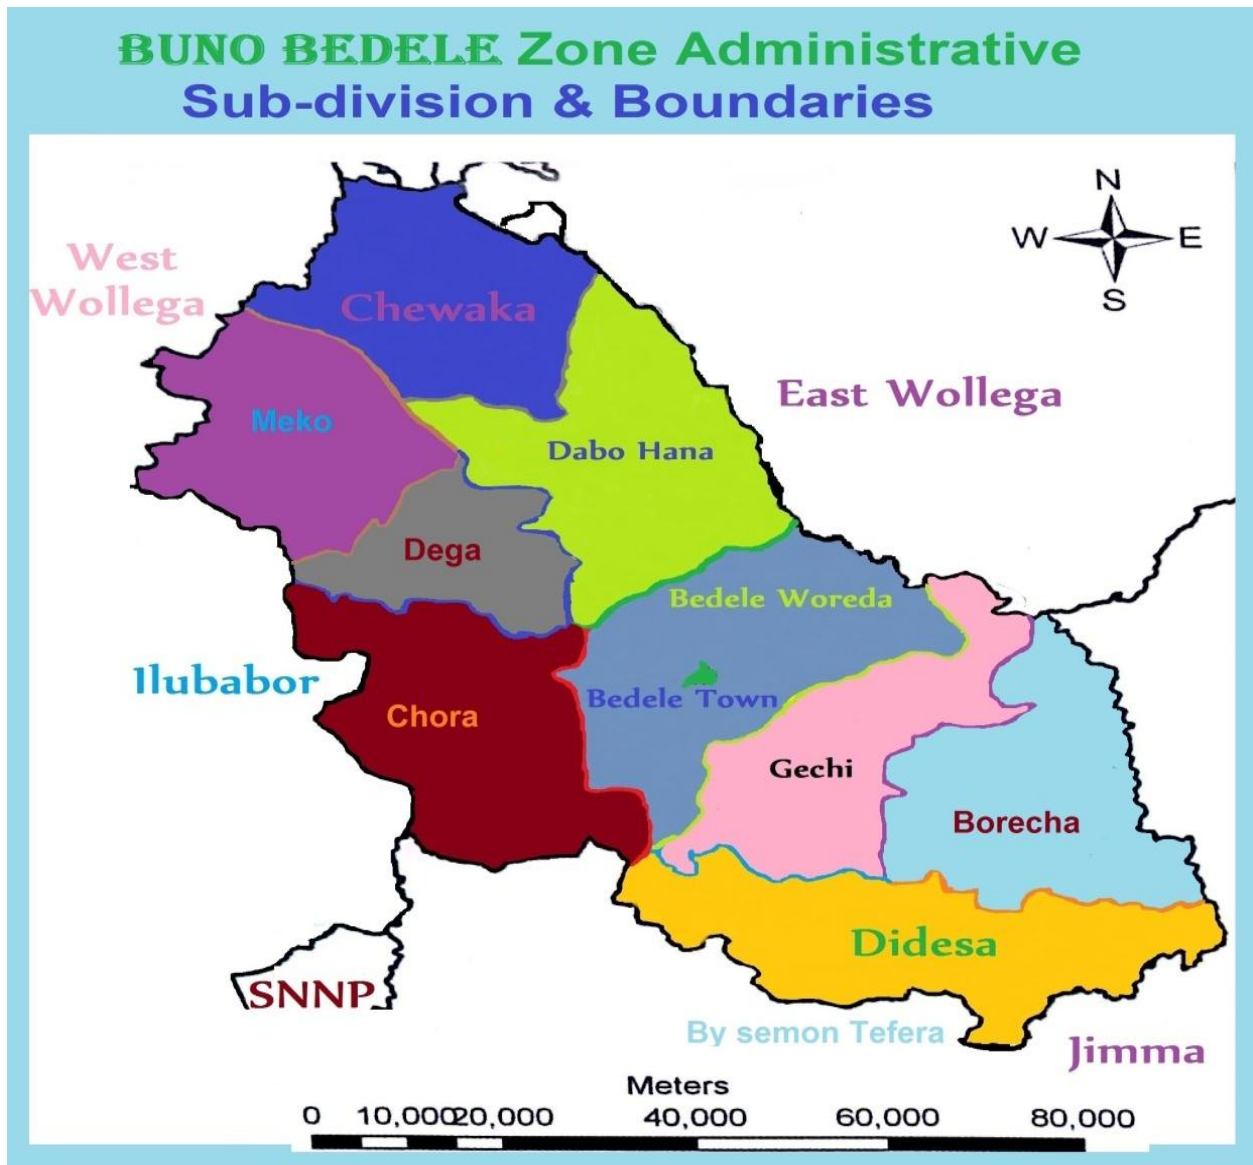 BUNO BEDELE Zone Administrative
Sub-division & Boundaries
N
W E
S
West
Wollega
Chewaka
East Wollega
Meko
Dabo Hana
Dega
Bedele Woreda
Ilubabor
Bedele Town
Chora
Gechi
Borecha
Didesa
SNNP
By semon Tefera
Jimma
Meters
0 10,000 20,000 40,000 60,000 80,000